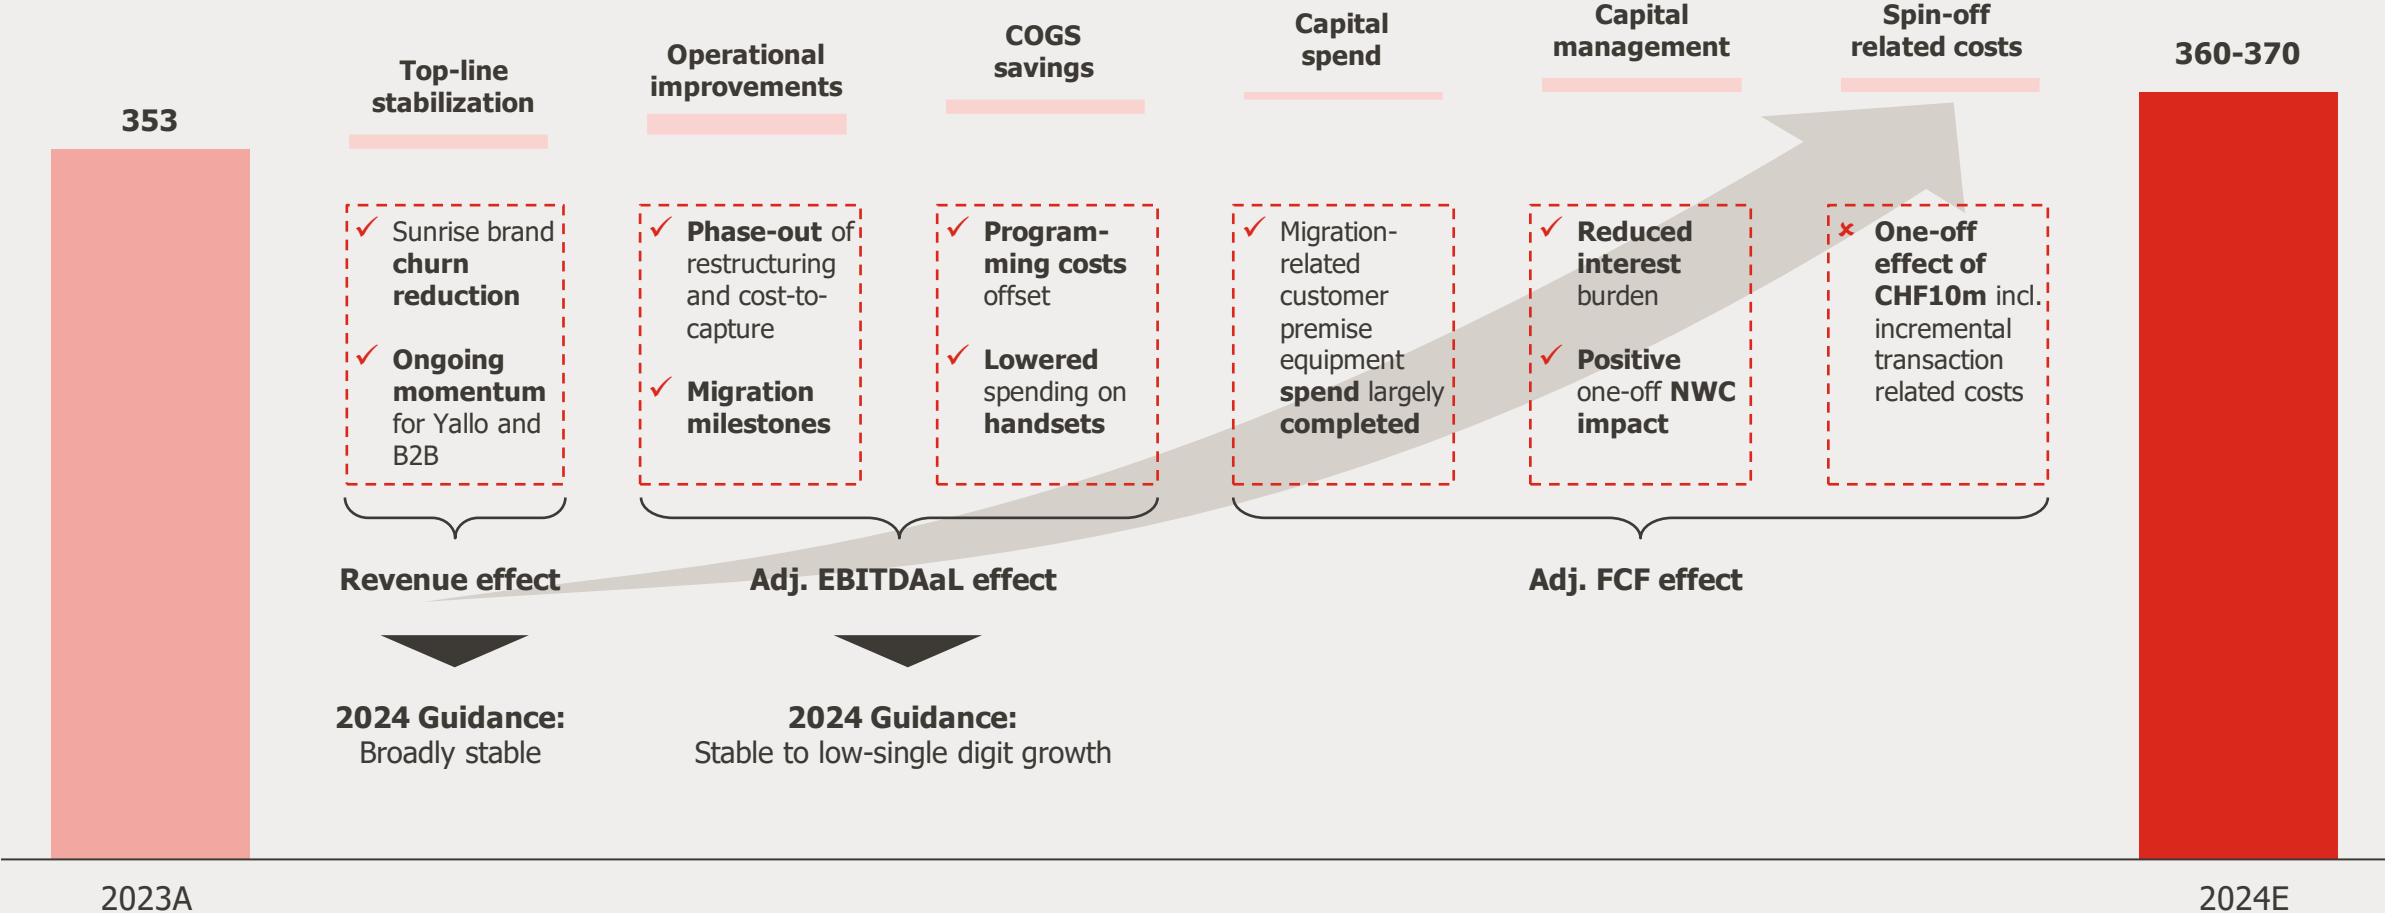 353
Top-line
stabilization
Operational
improvements
COGS
savings
Capital
spend
Capital
management
Spin-off
related costs
360-370
Sunrise brand
churn
reduction
Ongoing
momentum
for Yallo and
B2B
Phase-out of
restructuring
and cost-to-
capture
Migration
milestones
Program-
ming costs
offset
Lowered
spending on
handsets
Migration-
related
customer
premise
equipment
spend largely
completed
Reduced
interest
burden
Positive
one-off NWC
impact
One-off
effect of
CHF10m incl.
incremental
transaction
related costs
Revenue effect
Adj. EBITDAaL effect
Adj. FCF effect
2024 Guidance:
Broadly stable
2024 Guidance:
Stable to low-single digit growth
2023A
2024E